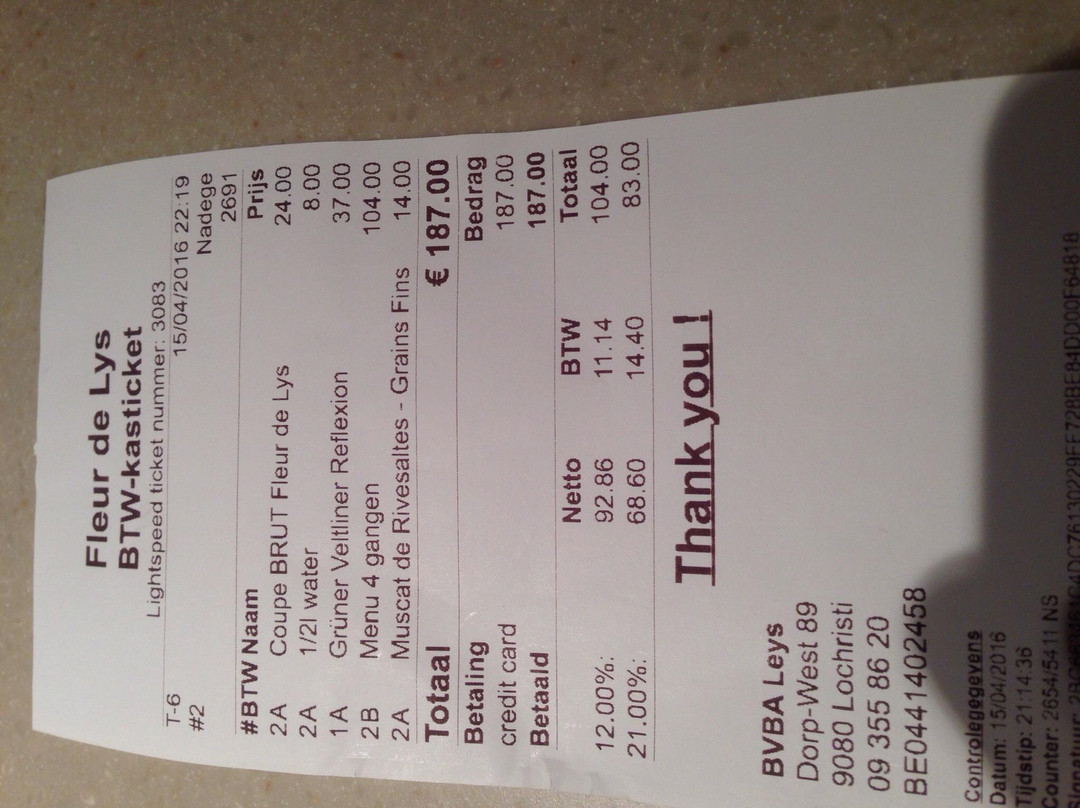 Fleur de Lys
BTW-kasticket
Lightspeed ticket nummer: 3083
T-6 15/04/2016 22:19
#2 Nadege
2691
#BTW Naam Prijs
2 A Coupe BRUT Fleur de Lys 24.00
2 A 1/2l water 8.00
1 A Grüner Veltliner Reflexion 37.00
2 B Menu 4 gangen 104.00
2 A Muscat de Rivesaltes - Grains Fins 14.00
Totaal € 187.00
Betaling Bedrag
credit card 187.00
Betaald 187.00
Netto BTW Totaal
12.00%: 92.86 11.14 104.00
21.00%: 68.60 14.40 83.00
Thank you !
BVBA Leys
Dorp-West 89
9080 Lochristi
09 355 86 20
BE0441402458
Controlegegevens
Datum: 15/04/2016
Tijdstip: 21:14:36
Counter: 2654/5411 NS